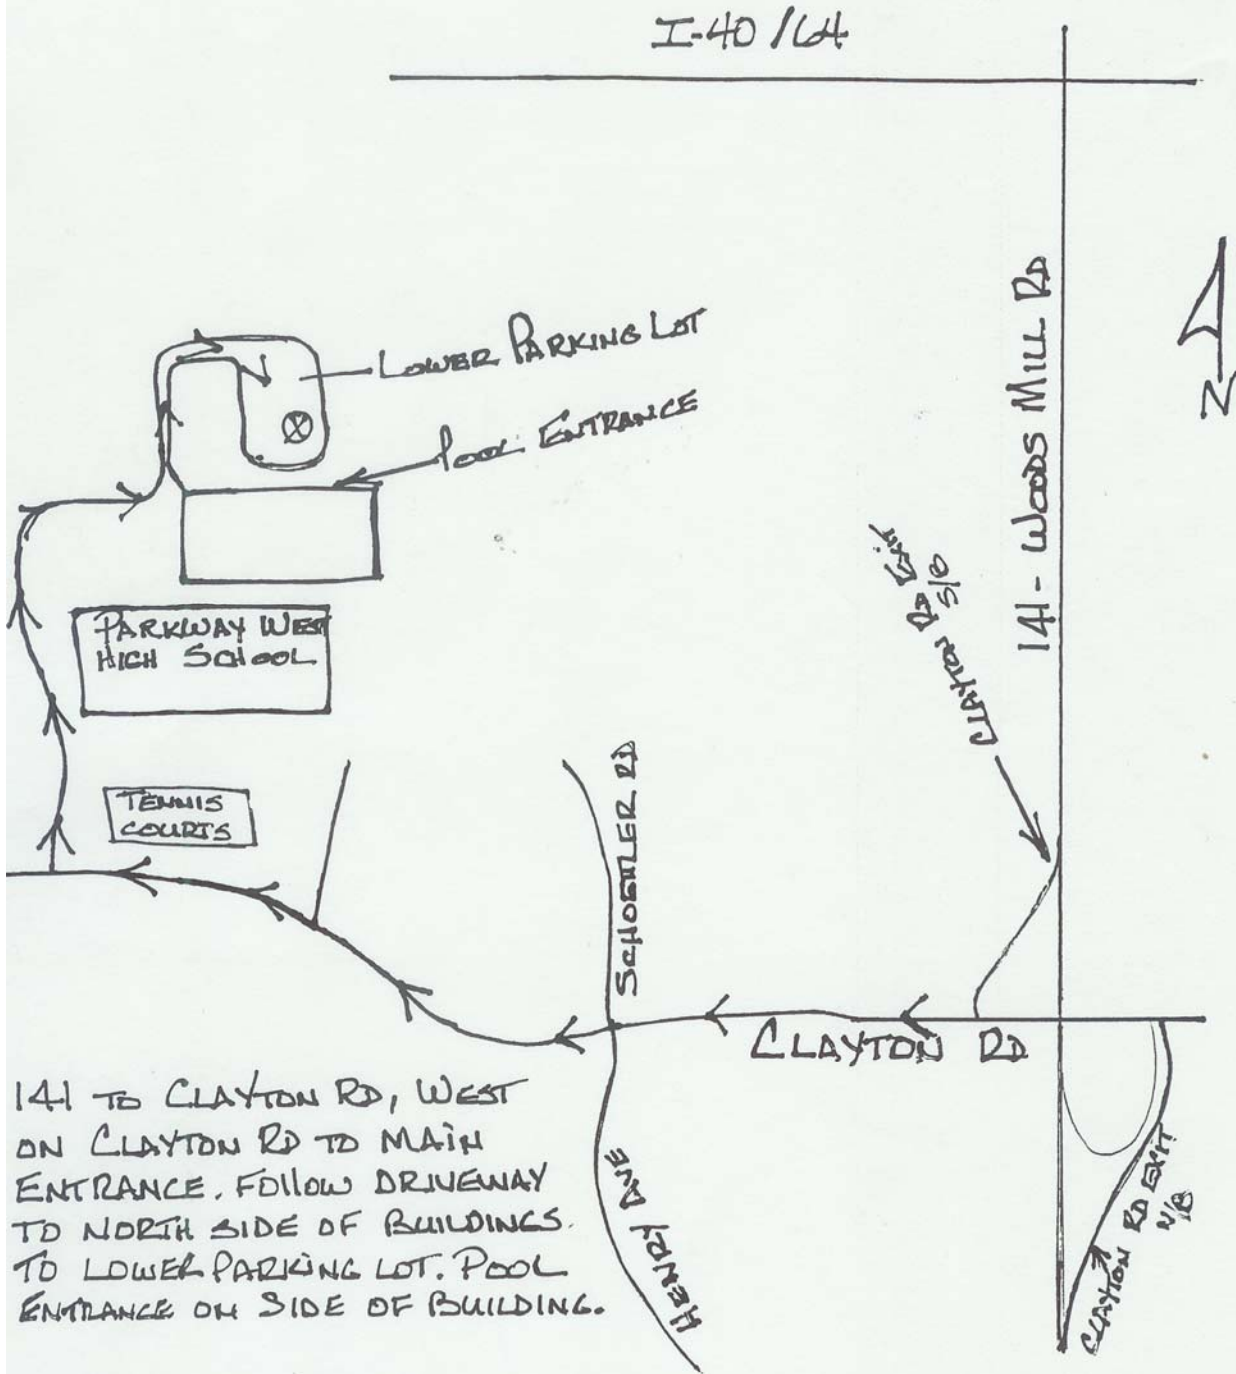 I-40/64
141- WOODS MILL RD
N
LOWER PARKING LOT
POOL ENTRANCE
CLAYTON RD EXIT
S/B
PARKWAY WEST
HIGH SCHOOL
TENNIS
COURTS
SCHOETTLER RD
CLAYTON RD
141 TO CLAYTON RD, WEST
ON CLAYTON RD TO MAIN
ENTRANCE. FOllOW DRIVEWAY
TO NORTH SIDE OF BUILDINGS.
TO LOWER PARKING LOT. POOL
ENTRANCE ON SIDE OF BUILDING.
HENRY AVE
CLAYTON RD EXIT
N/B